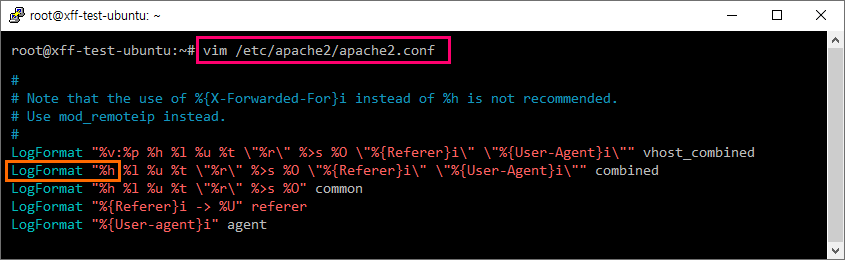 root@xff-test-ubuntu: ~
root@xff-test-ubuntu:~# vim /etc/apache2/apache2.conf
#
# Note that the use of %{X-Forwarded-For}i instead of %h is not recommended.
# Use mod_remoteip instead.
#
LogFormat "%v:%p %h %l %u %t \"%r\" %>s %O \"%{Referer}i\" \"%{User-Agent}i\"" vhost_combined
LogFormat "%h %l %u %t \"%r\" %>s %O \"%{Referer}i\" \"%{User-Agent}i\"" combined
LogFormat "%h %l %u %t \"%r\" %>s %O" common
LogFormat "%{Referer}i -> %U" referer
LogFormat "%{User-agent}i" agent